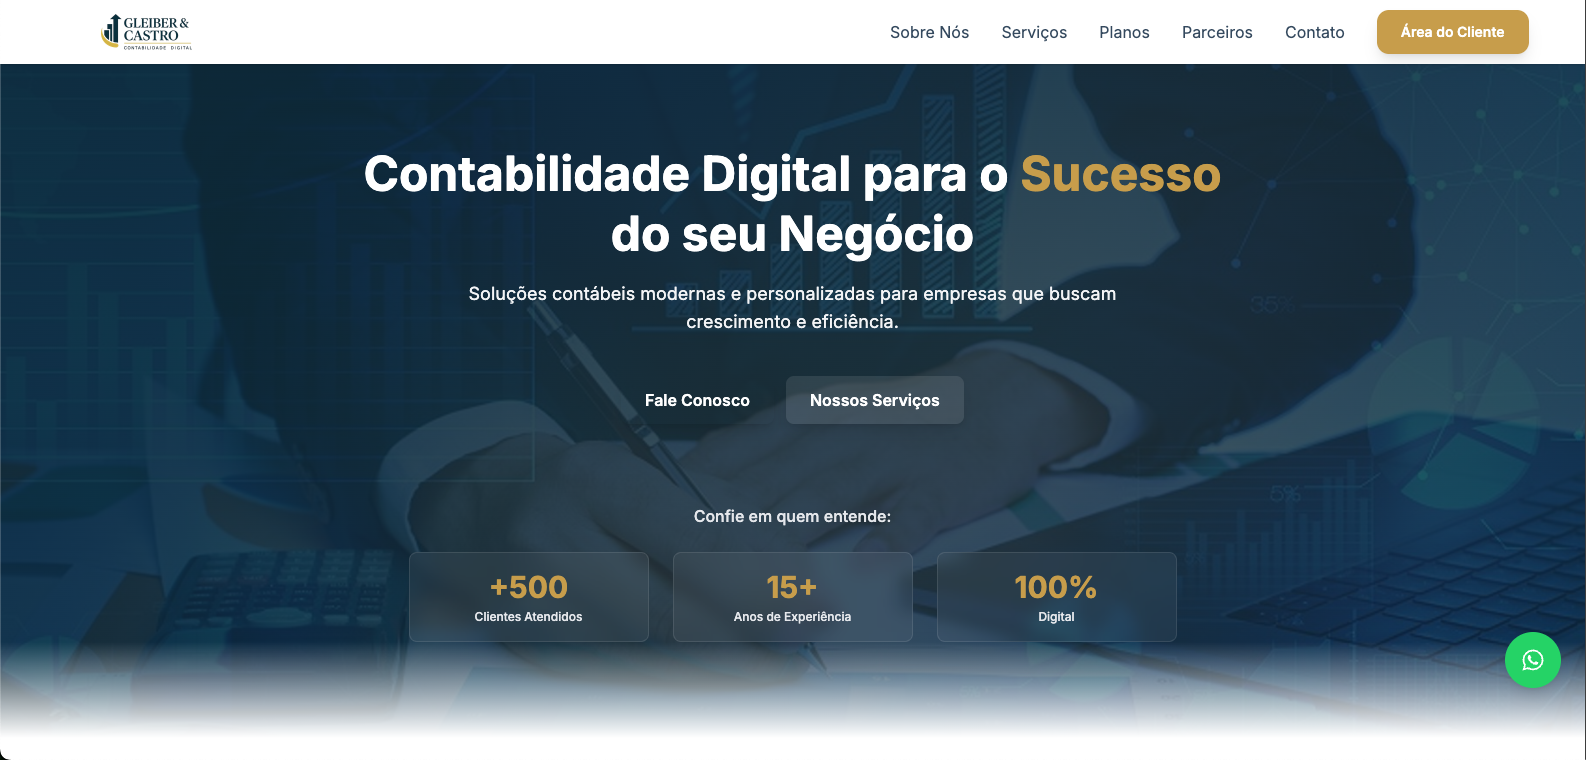 GLEIBER &
CASTRO
CONTABILIDADE DIGITAL
Sobre Nós
Serviços
Planos
Parceiros
Contato
Área do Cliente
Contabilidade Digital para o Sucesso
do seu Negócio
Soluções contábeis modernas e personalizadas para empresas que buscam
crescimento e eficiência.
Fale Conosco
Nossos Serviços
35%
5%
Confie em quem entende:
+500
Clientes Atendidos
15+
Anos de Experiência
100%
Digital